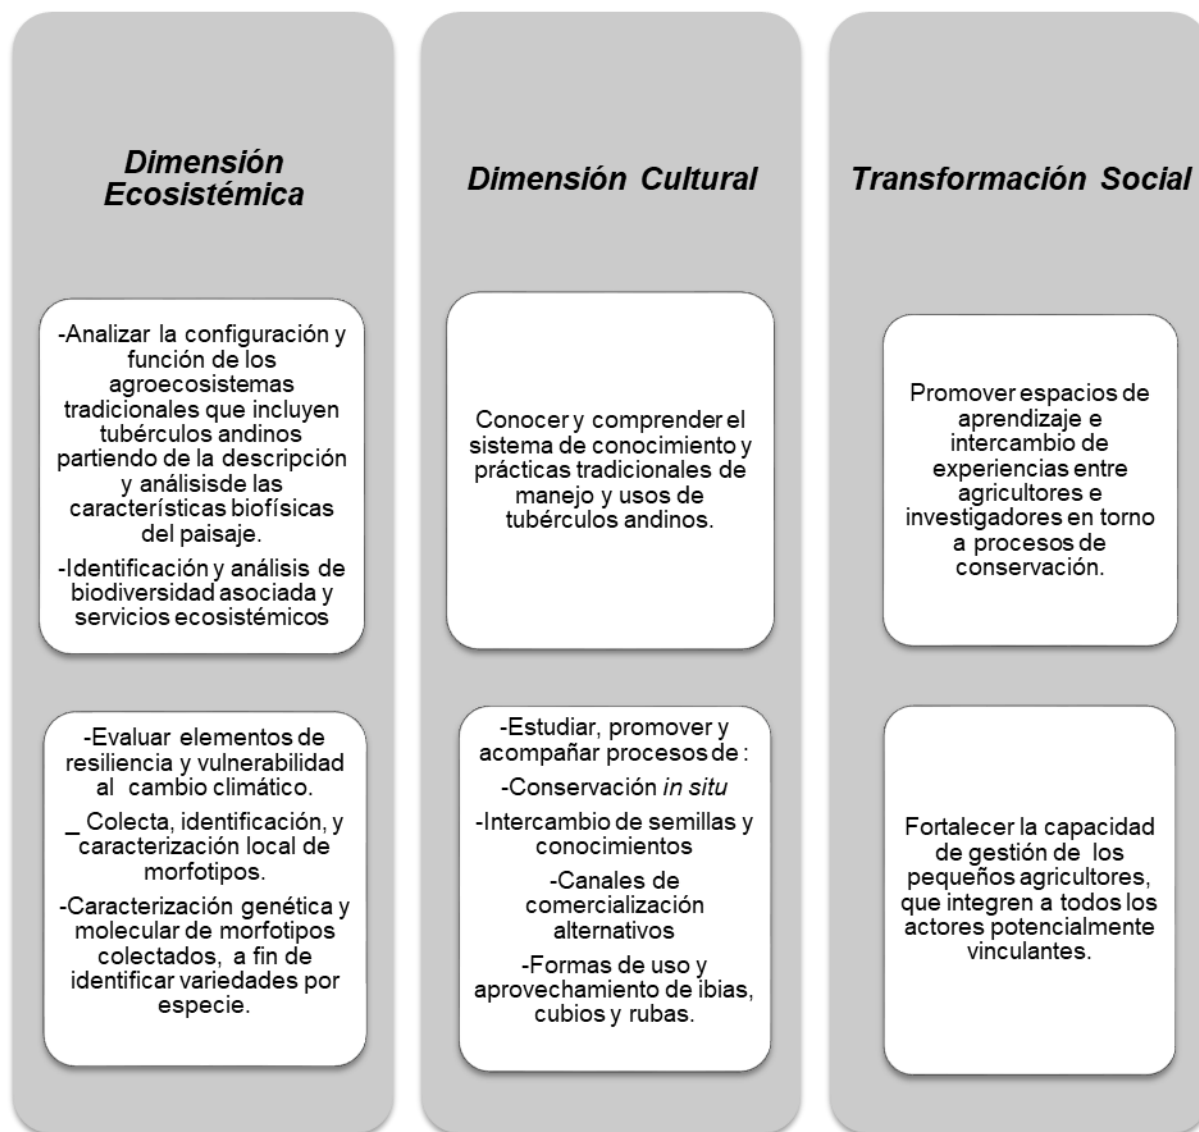 Dimensión
Ecosistémica
-Analizar la configuración y
función de los
agroecosistemas
tradicionales que incluyen
tubérculos andinos
partiendo de la descripción
y análisisde las
características biofísicas
del paisaje.
-Identificación y análisis de
biodiversidad asociada y
servicios ecosistémicos
-Evaluar elementos de
resiliencia y vulnerabilidad
al cambio climático.
_ Colecta, identificación, y
caracterización local de
morfotipos.
-Caracterización genética y
molecular de morfotipos
colectados, a fin de
identificar variedades por
especie.
Dimensión Cultural
Conocer y comprender el
sistema de conocimiento y
prácticas tradicionales de
manejo y usos de
tubérculos andinos.
-Estudiar, promover y
acompañar procesos de :
-Conservación in situ
-Intercambio de semillas y
conocimientos
-Canales de
comercialización
alternativos
-Formas de uso y
aprovechamiento de ibias,
cubios y rubas.
Transformación Social
Promover espacios de
aprendizaje e
intercambio de
experiencias entre
agricultores e
investigadores en torno
a procesos de
conservación.
Fortalecer la capacidad
de gestión de los
pequeños agricultores,
que integren a todos los
actores potencialmente
vinculantes.